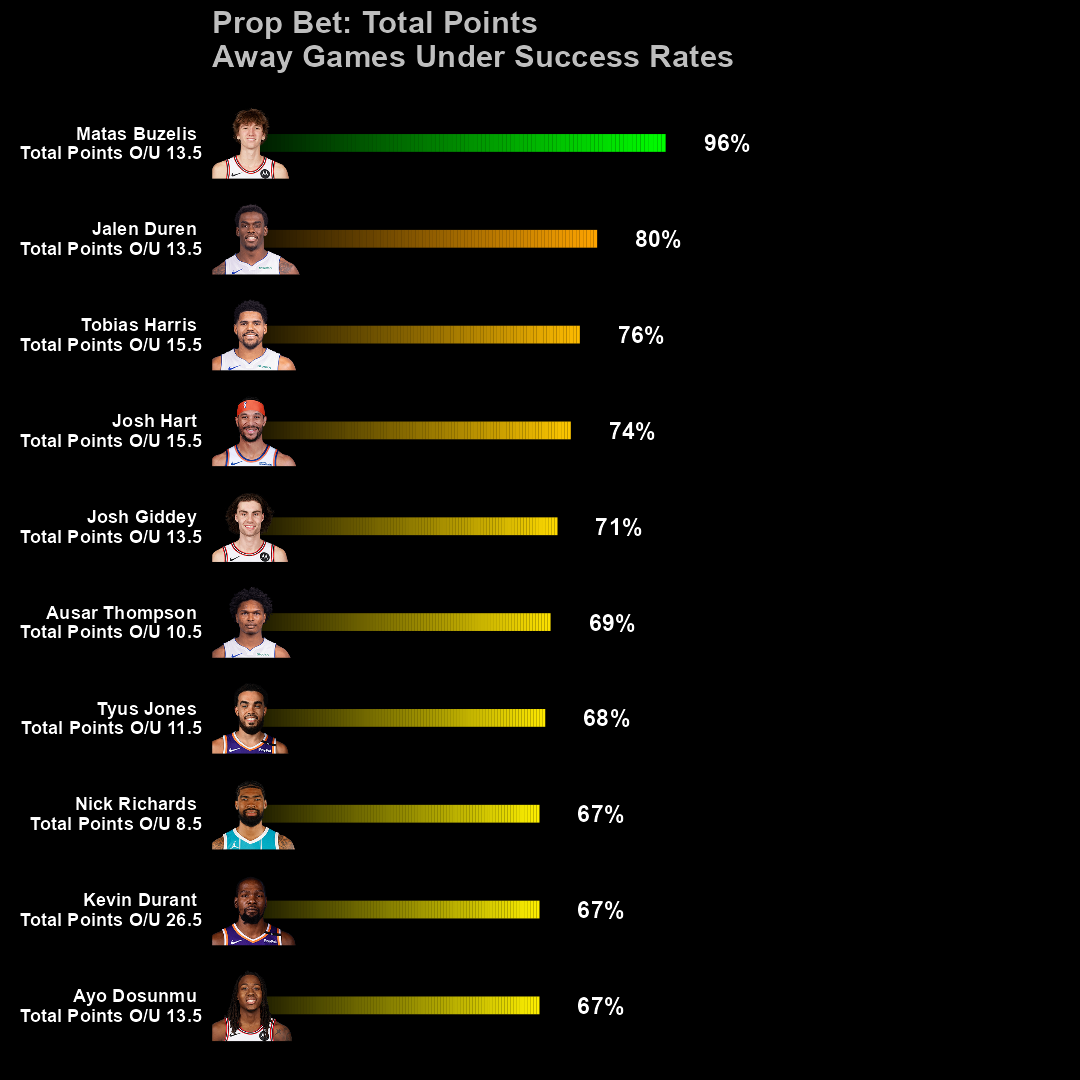 Prop Bet: Total Points
Away Games Under Success Rates
Matas Buzelis
Total Points O/U 13.5
96%
Jalen Duren
Total Points O/U 13.5
80%
Tobias Harris
Total Points O/U 15.5
76%
Josh Hart
Total Points O/U 15.5
74%
Josh Giddey
Total Points O/U 13.5
71%
Ausar Thompson
Total Points O/U 10.5
69%
Tyus Jones
Total Points O/U 11.5
68%
Nick Richards
Total Points O/U 8.5
67%
Kevin Durant
Total Points O/U 26.5
67%
Ayo Dosunmu
Total Points O/U 13.5
67%